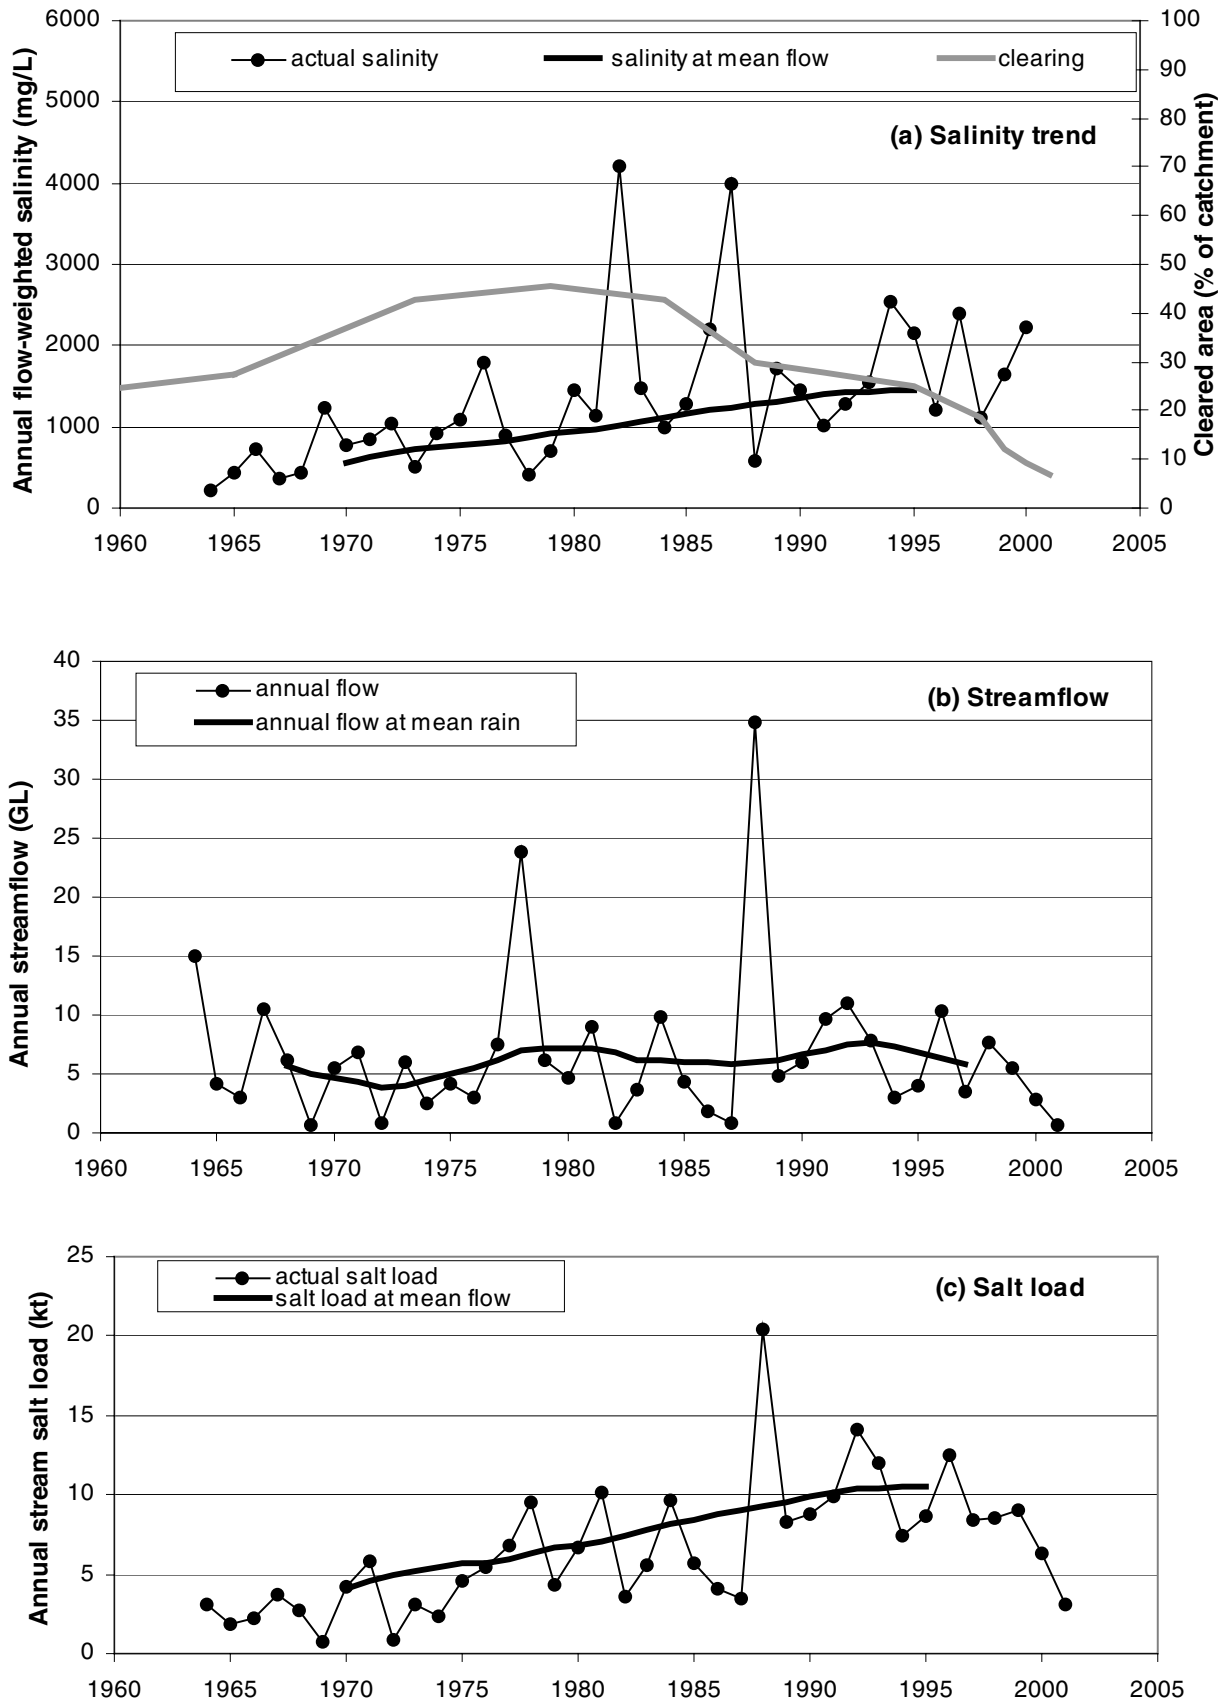 6000
5000
4000
3000
2000
1000
0
Annual flow-weighted salinity (mg/L)
actual salinity
salinity at mean flow
clearing
(a) Salinity trend
100
90
80
70
60
50
40
30
20
10
0
Cleared area (% of catchment)
1960 1965 1970 1975 1980 1985 1990 1995 2000 2005
40
35
30
25
20
15
10
5
0
Annual streamflow (GL)
annual flow
annual flow at mean rain
(b) Streamflow
1960 1965 1970 1975 1980 1985 1990 1995 2000 2005
25
20
15
10
5
0
Annual stream salt load (kt)
actual salt load
salt load at mean flow
(c) Salt load
1960 1965 1970 1975 1980 1985 1990 1995 2000 2005